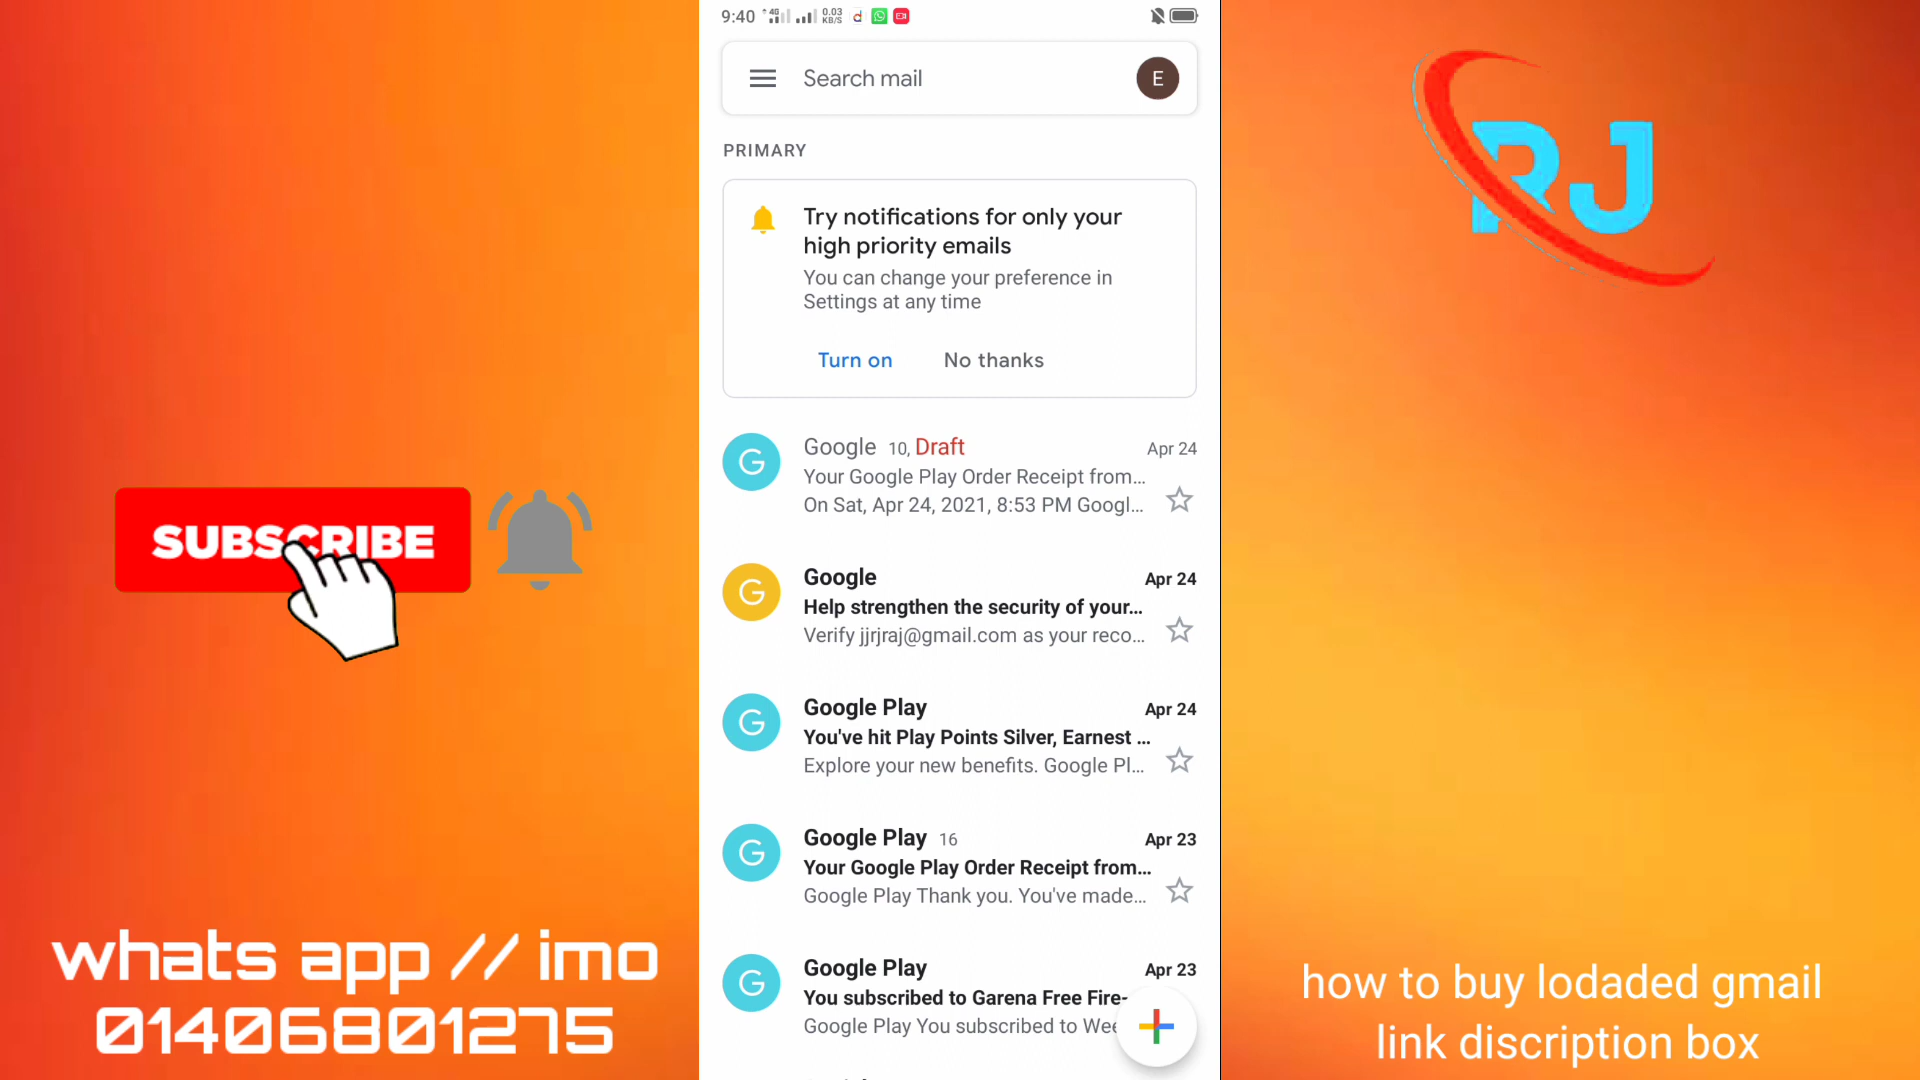 9:40 4G 0.03 KB/S
Search mail E
PRIMARY
Try notifications for only your
high priority emails
You can change your preference in
Settings at any time
Turn on No thanks
G Google 10, Draft Apr 24
Your Google Play Order Receipt from...
On Sat, Apr 24, 2021, 8:53 PM Googl...
G Google Apr 24
Help strengthen the security of your...
Verify jjrjraj@gmail.com as your reco...
G Google Play Apr 24
You've hit Play Points Silver, Earnest ...
Explore your new benefits. Google Pl...
G Google Play 16 Apr 23
Your Google Play Order Receipt from...
Google Play Thank you. You've made...
G Google Play Apr 23
You subscribed to Garena Free Fire-
Google Play You subscribed to Wee
SUBSCRIBE
whats app // imo
01406801275
RJ
how to buy lodaded gmail
link discription box